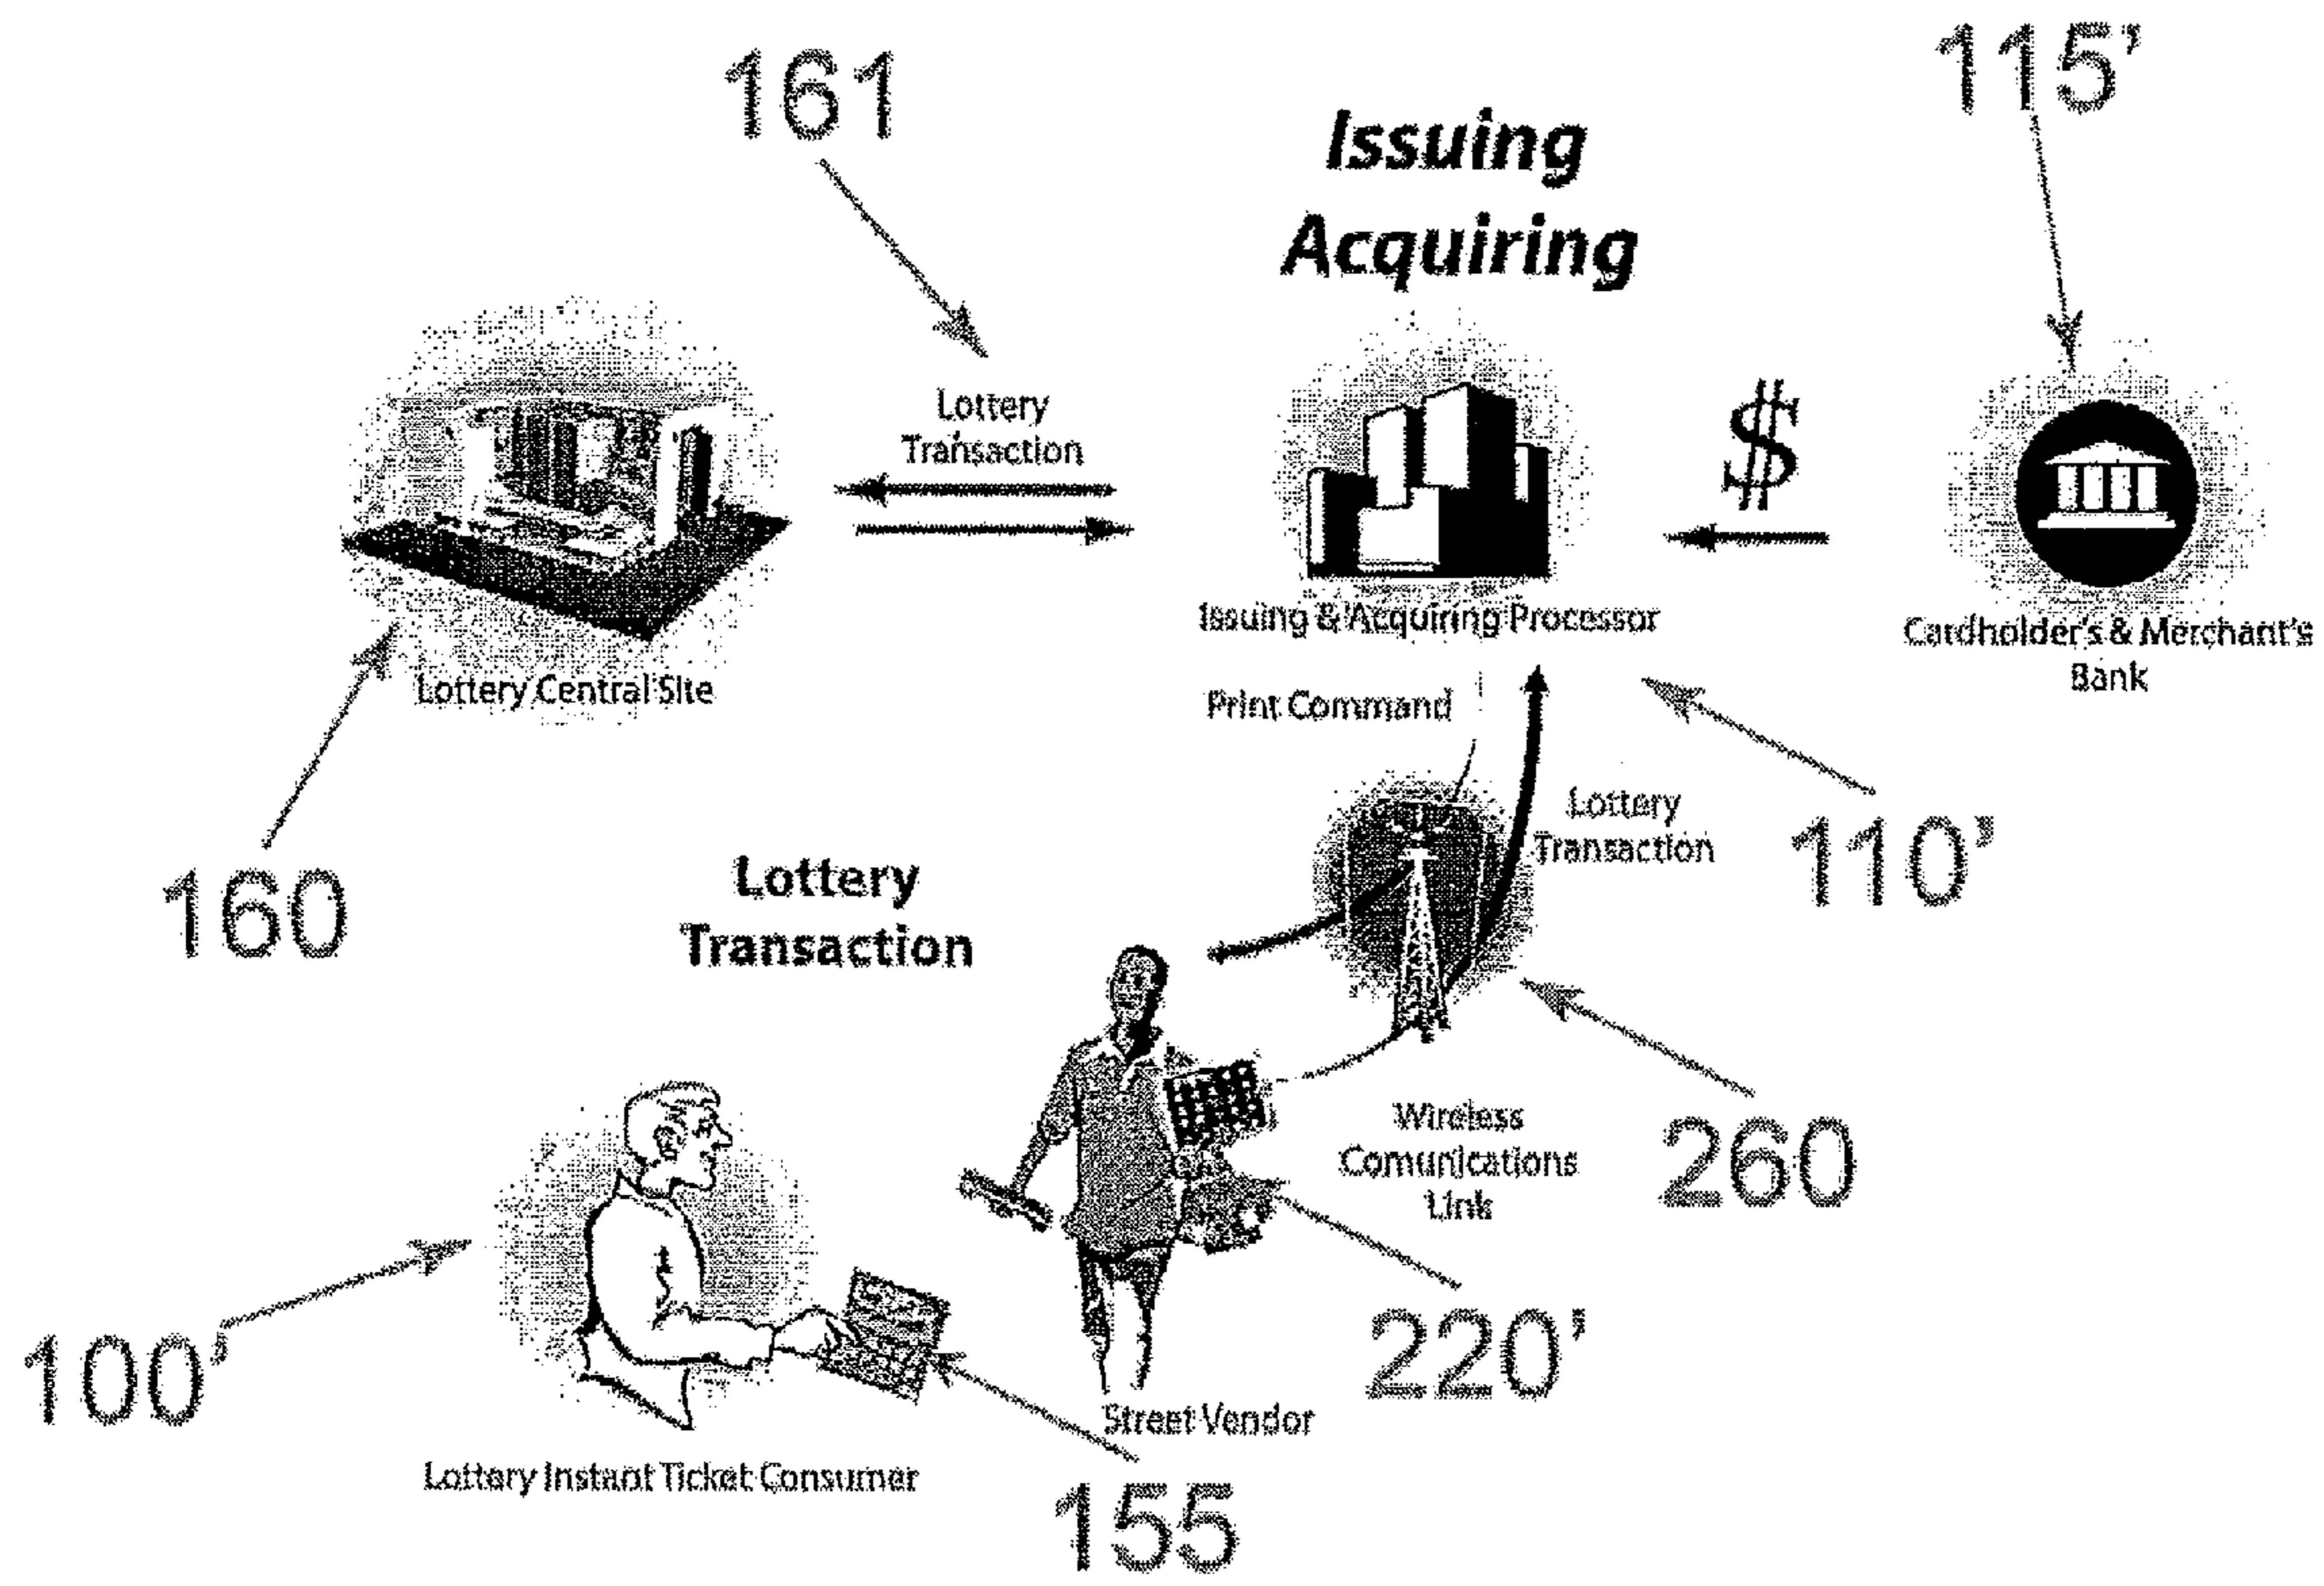 161
115'
Issuing
Acquiring
Lottery
Transaction
$
Issuing & Acquiring Processor
Cardholder's & Merchant's
Bank
Lottery Central Site
Print Command
Lottery
Transaction
110'
160
Lottery
Transaction
Wireless
Comunications
Link
260
220'
100'
Street Vendor
Lottery Instant Ticket Consumer
155